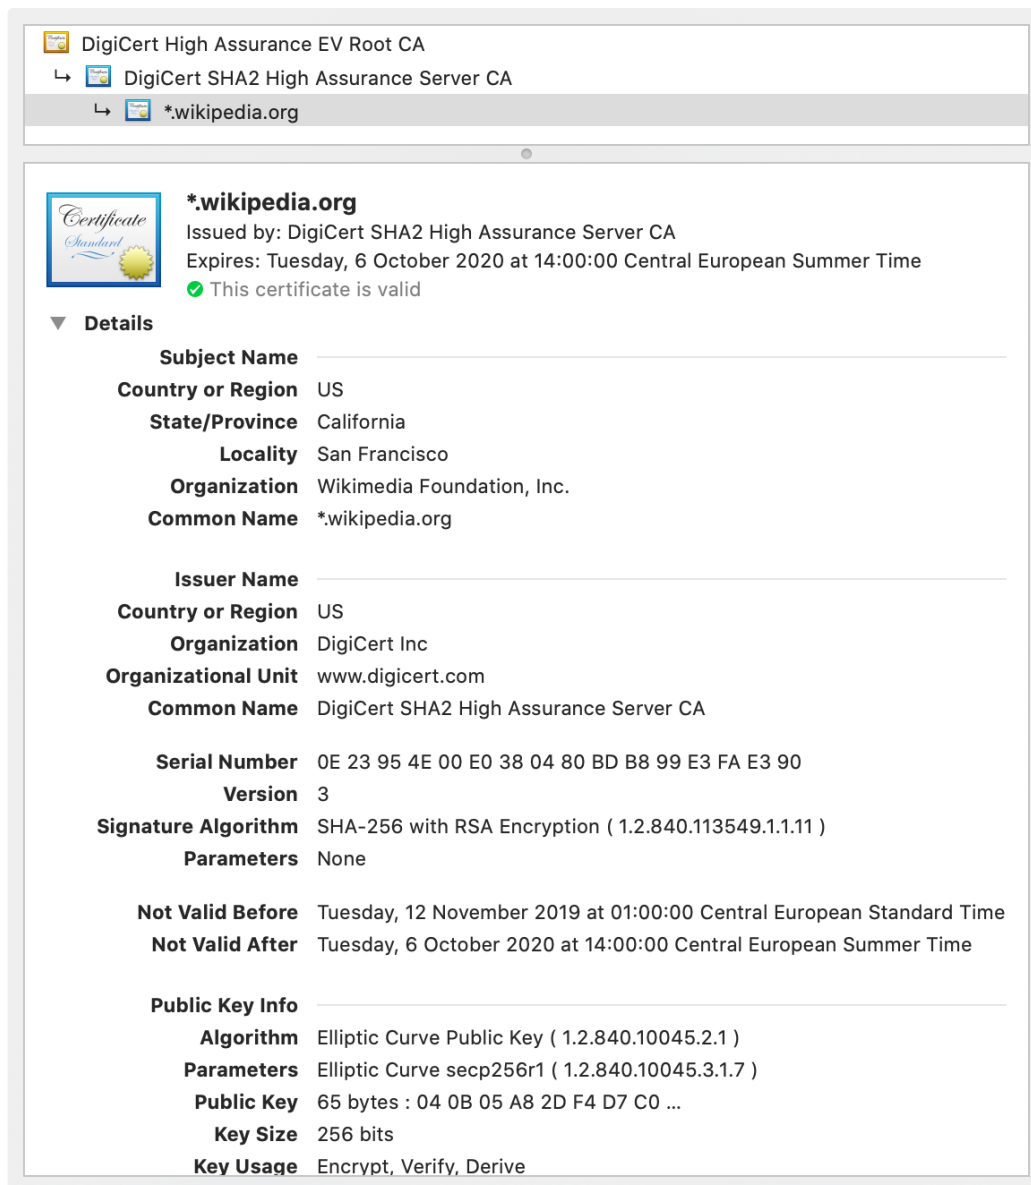 DigiCert High Assurance EV Root CA
↳ DigiCert SHA2 High Assurance Server CA
↳ *.wikipedia.org
Certificate
Standard
*.wikipedia.org
Issued by: DigiCert SHA2 High Assurance Server CA
Expires: Tuesday, 6 October 2020 at 14:00:00 Central European Summer Time
This certificate is valid
Details
Subject Name
Country or Region US
State/Province California
Locality San Francisco
Organization Wikimedia Foundation, Inc.
Common Name *.wikipedia.org
Issuer Name
Country or Region US
Organization DigiCert Inc
Organizational Unit www.digicert.com
Common Name DigiCert SHA2 High Assurance Server CA
Serial Number 0E 23 95 4E 00 E0 38 04 80 BD B8 99 E3 FA E3 90
Version 3
Signature Algorithm SHA-256 with RSA Encryption ( 1.2.840.113549.1.1.11 )
Parameters None
Not Valid Before Tuesday, 12 November 2019 at 01:00:00 Central European Standard Time
Not Valid After Tuesday, 6 October 2020 at 14:00:00 Central European Summer Time
Public Key Info
Algorithm Elliptic Curve Public Key ( 1.2.840.10045.2.1 )
Parameters Elliptic Curve secp256r1 ( 1.2.840.10045.3.1.7 )
Public Key 65 bytes : 04 0B 05 A8 2D F4 D7 C0 ...
Key Size 256 bits
Key Usage Encrypt, Verify, Derive